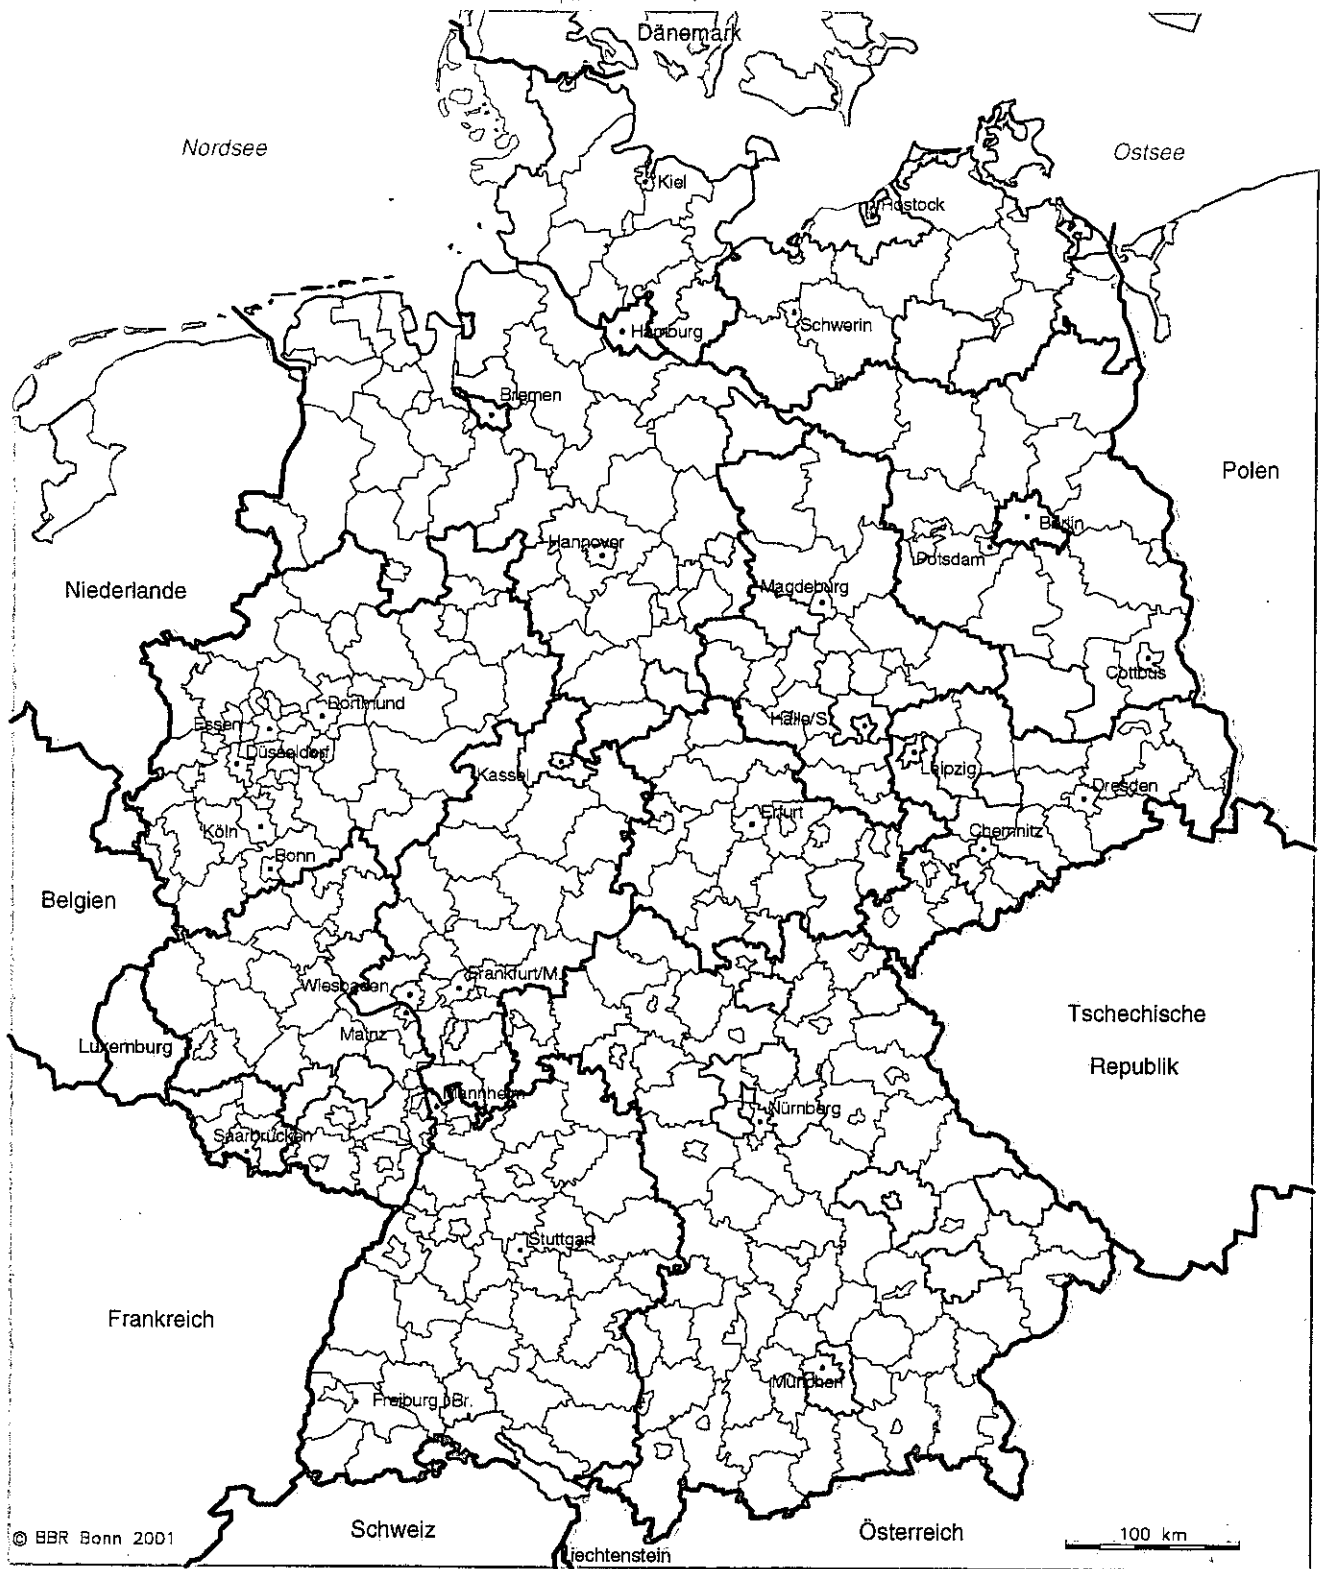 Dänemark
Nordsee
Ostsee
Kiel
Rostock
Hamburg
Schwerin
Bremen
Polen
Berlin
Hannover
Potsdam
Niederlande
Magdeburg
Cottbus
Dortmund
Essen
Halle/S.
Düsseldorf
Kassel
Leipzig
Dresden
Köln
Erfurt
Chemnitz
Bonn
Belgien
Wiesbaden
Frankfurt/M.
Tschechische
Republik
Luxemburg
Mainz
Mannheim
Nürnberg
Saarbrücken
Stuttgart
Frankreich
München
Freiburg i.Br.
Schweiz
Österreich
100 km
© BBR Bonn 2001
Liechtenstein